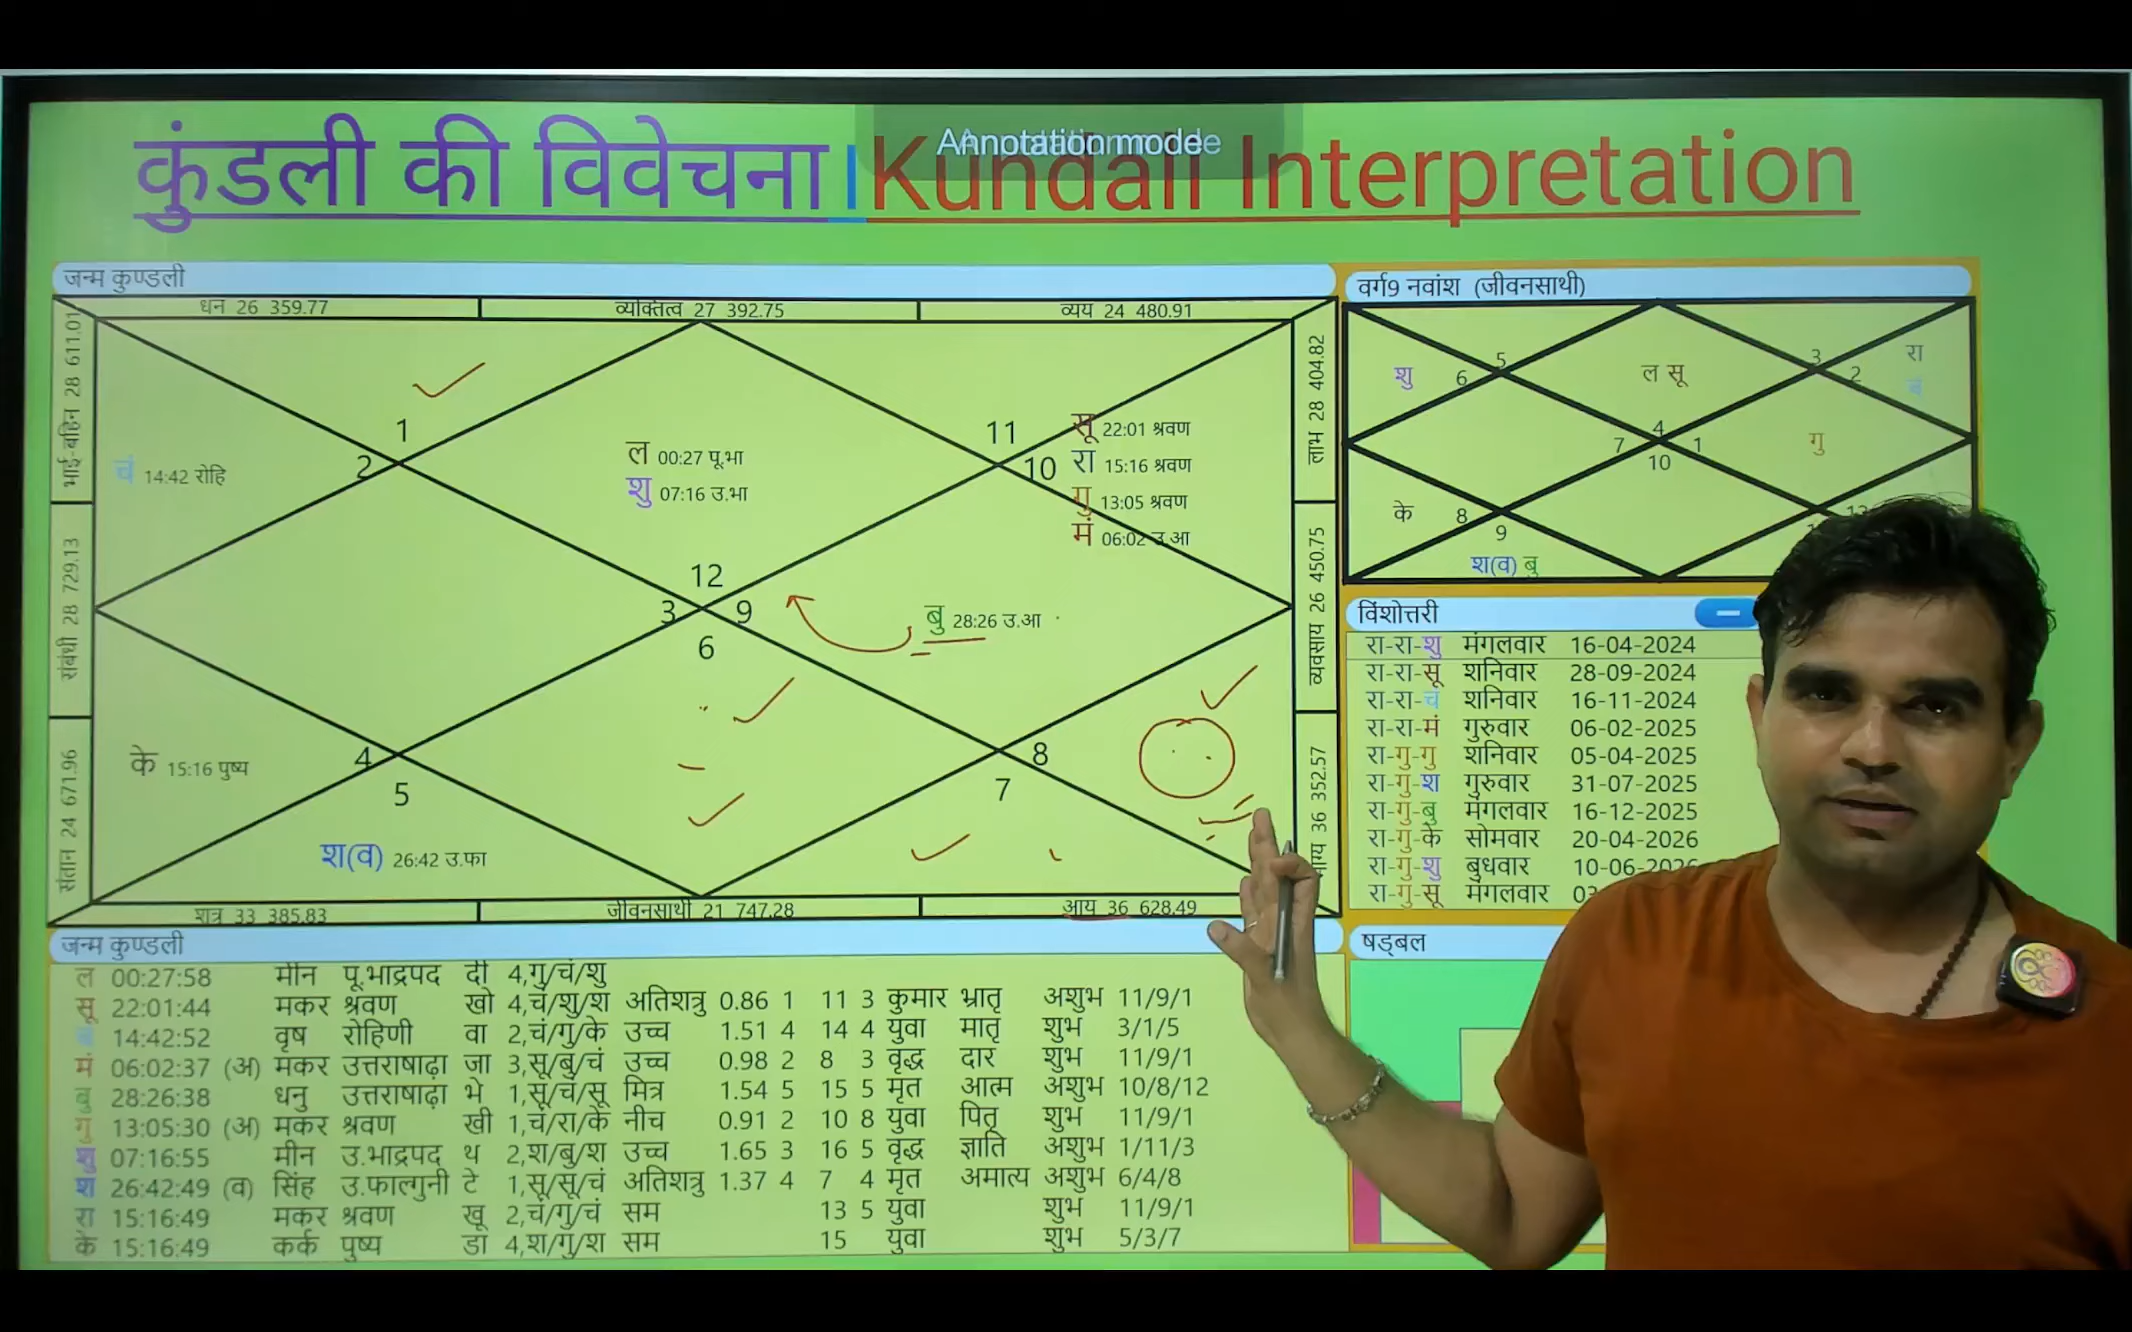 Annotation mode
कुंडली की विवेचना | Kundali Interpretation
जन्म कुण्डली
धन 26 359.77
व्यक्तित्व 27 392.75
व्यय 24 480.91
भाई-बहिन 28 611.01
संबंधी 28 729.13
संतान 24 671.96
लाभ 28 404.82
व्यवसाय 26 450.75
भाग्य 36 352.57
1
2
चं 14:42 रोहि
ल 00:27 पू.भा
शु 07:16 उ.भा
11
10
सू 22:01 श्रवण
रा 15:16 श्रवण
गु 13:05 श्रवण
मं 06:02 उ.आ
12
3
9
6
बु 28:26 उ.आ
4
5
के 15:16 पुष्य
श(व) 26:42 उ.फा
8
7
शत्रु 33 385.83
जीवनसाथी 21 747.28
आय 36 628.49
वर्ग9 नवांश (जीवनसाथी)
शु
6
5
ल सू
3
2
रा
चं
7
4
1
10
गु
के
8
9
श(व) बु
12
विंशोत्तरी
रा-रा-शु मंगलवार 16-04-2024
रा-रा-सू शनिवार 28-09-2024
रा-रा-चं शनिवार 16-11-2024
रा-रा-मं गुरुवार 06-02-2025
रा-गु-गु शनिवार 05-04-2025
रा-गु-श गुरुवार 31-07-2025
रा-गु-बु मंगलवार 16-12-2025
रा-गु-के सोमवार 20-04-2026
रा-गु-शु बुधवार 10-06-2026
रा-गु-सू मंगलवार
षड्बल
जन्म कुण्डली
ल 00:27:58 मीन पू.भाद्रपद दी 4,गु/चं/शु
सू 22:01:44 मकर श्रवण खो 4,चं/शु/श अतिशत्रु 0.86 1 11 3 कुमार भ्रातृ अशुभ 11/9/1
चं 14:42:52 वृष रोहिणी वा 2,चं/गु/के उच्च 1.51 4 14 4 युवा मातृ शुभ 3/1/5
मं 06:02:37 (अ) मकर उत्तराषाढ़ा जा 3,सू/बु/चं उच्च 0.98 2 8 3 वृद्ध दार शुभ 11/9/1
बु 28:26:38 धनु उत्तराषाढ़ा भे 1,सू/चं/सू मित्र 1.54 5 15 5 मृत आत्म अशुभ 10/8/12
गु 13:05:30 (अ) मकर श्रवण खी 1,चं/रा/के नीच 0.91 2 10 8 युवा पितृ शुभ 11/9/1
शु 07:16:55 मीन उ.भाद्रपद थ 2,श/बु/श उच्च 1.65 3 16 5 वृद्ध ज्ञाति अशुभ 1/11/3
श 26:42:49 (व) सिंह उ.फाल्गुनी टे 1,सू/सू/चं अतिशत्रु 1.37 4 7 4 मृत अमात्य अशुभ 6/4/8
रा 15:16:49 मकर श्रवण खू 2,चं/गु/चं सम 13 5 युवा शुभ 11/9/1
के 15:16:49 कर्क पुष्य डा 4,श/गु/श सम 15 युवा शुभ 5/3/7